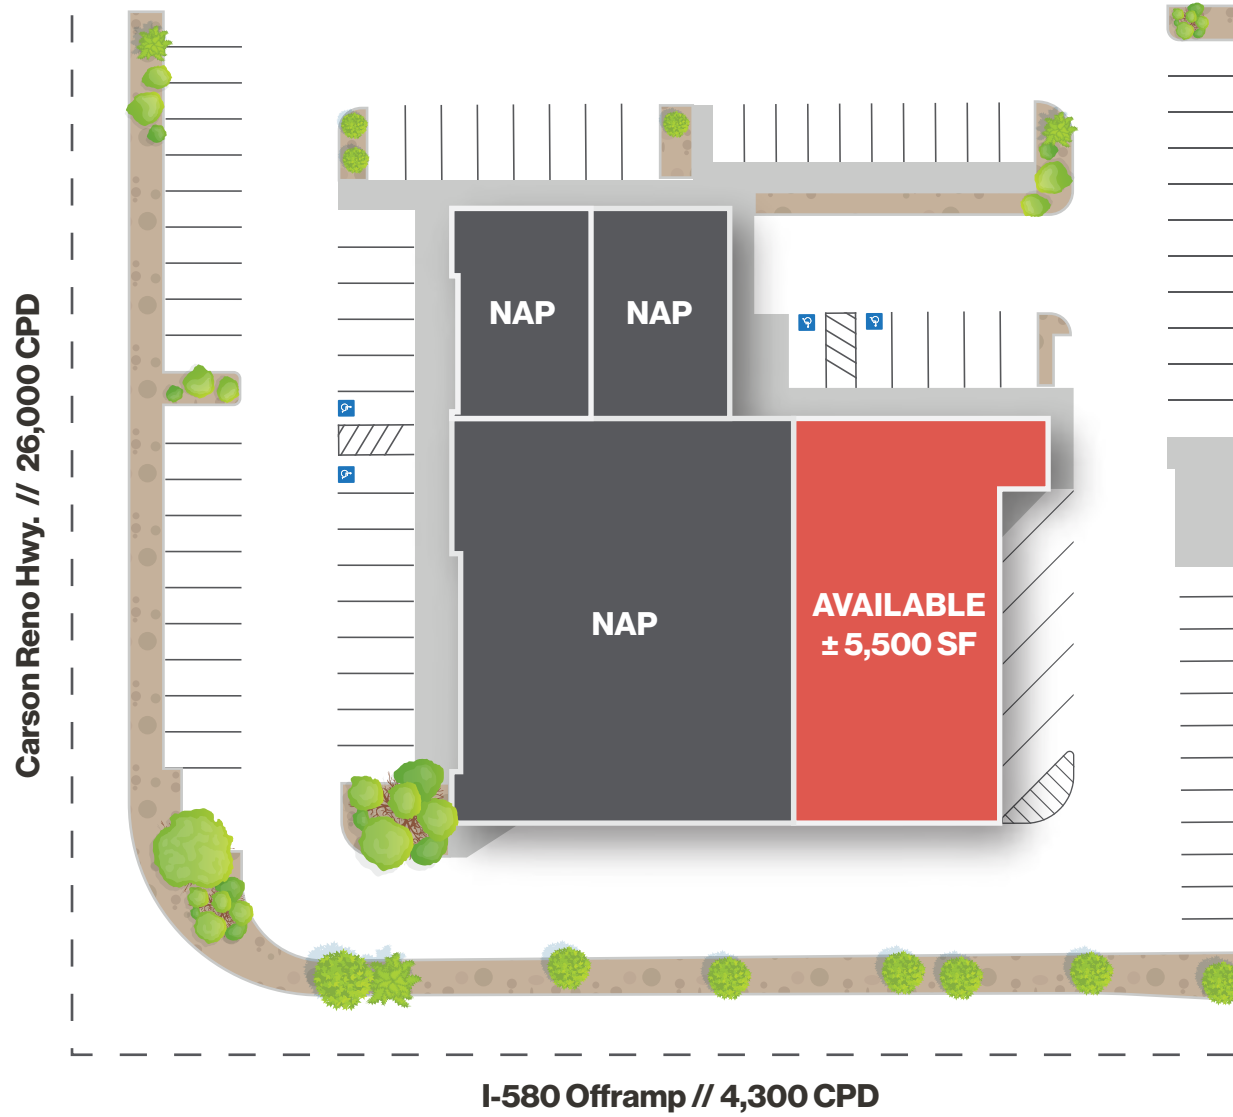 NAP
NAP
Carson Reno Hwy. // 26,000 CPD
NAP
AVAILABLE
± 5,500 SF
I-580 Offramp // 4,300 CPD